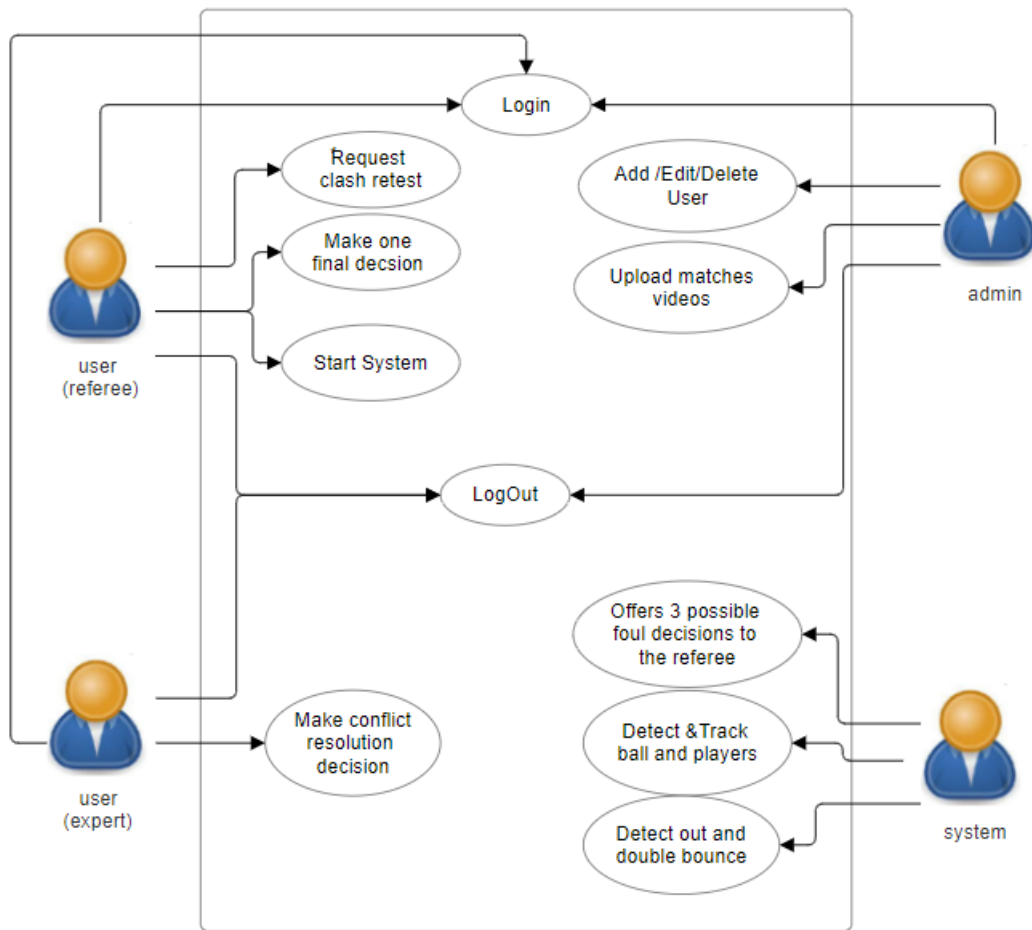 Login
Request
clash retest
Add /Edit/Delete
User
Make one
final decsion
Upload matches
videos
admin
user
(referee)
Start System
LogOut
Offers 3 possible
foul decisions to
the referee
Make conflict
resolution
decision
Detect &Track
ball and players
user
(expert)
Detect out and
double bounce
system